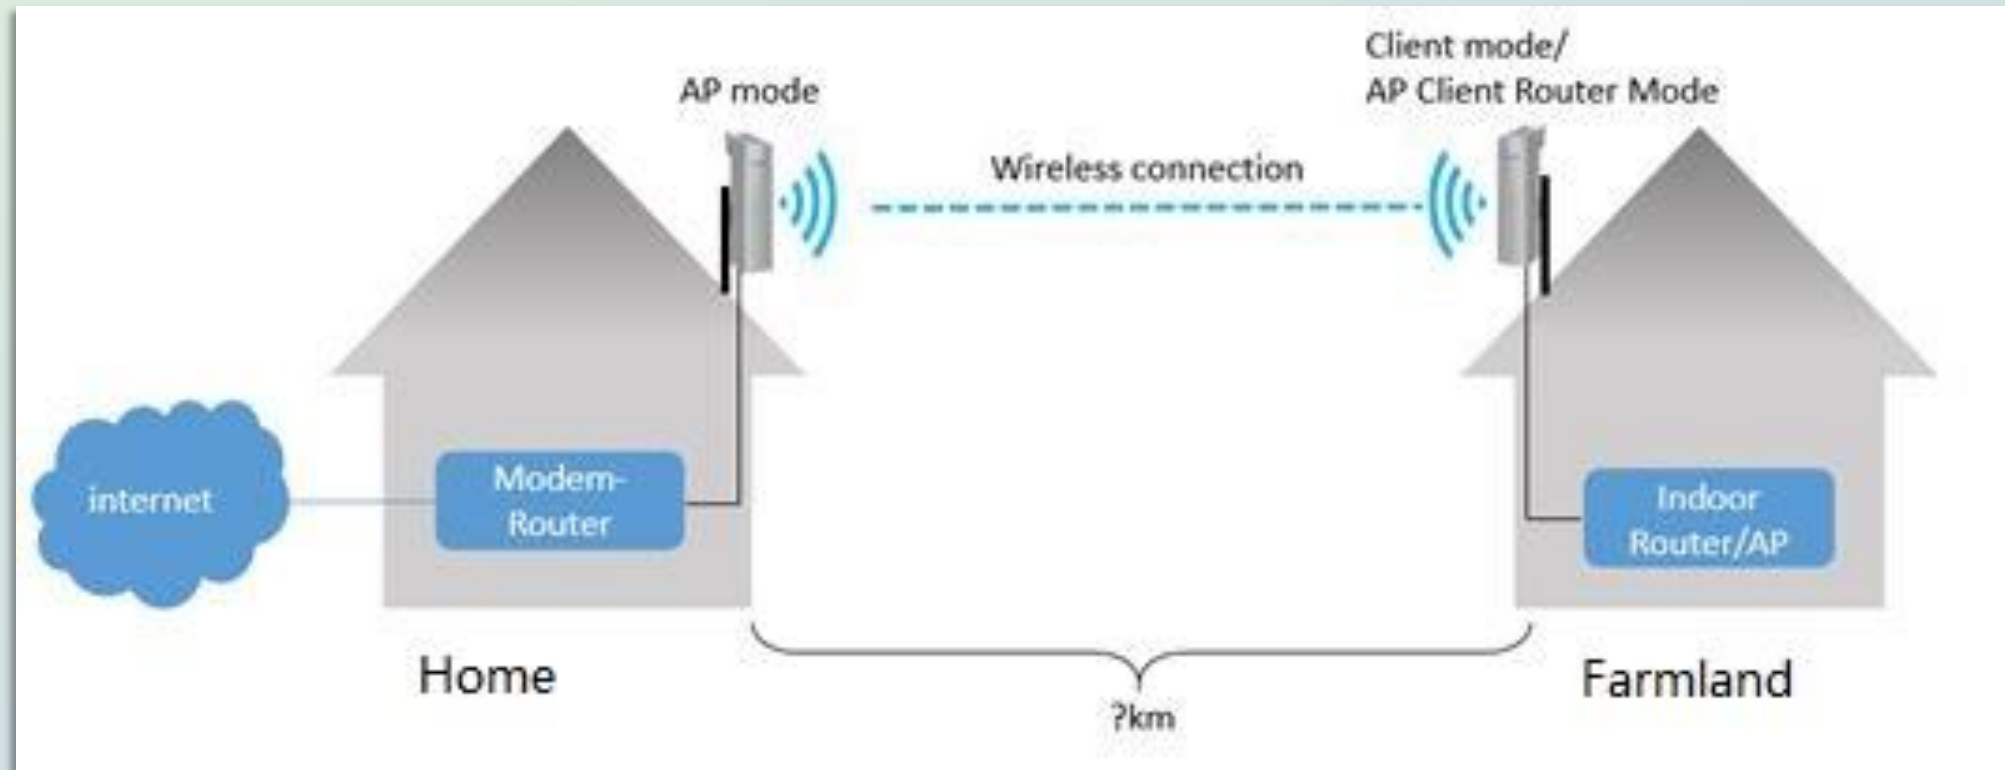 Client mode/
AP Client Router Mode
AP mode
Wireless connection
internet
Modem-
Router
Indoor
Router/AP
Home
Farmland
?km